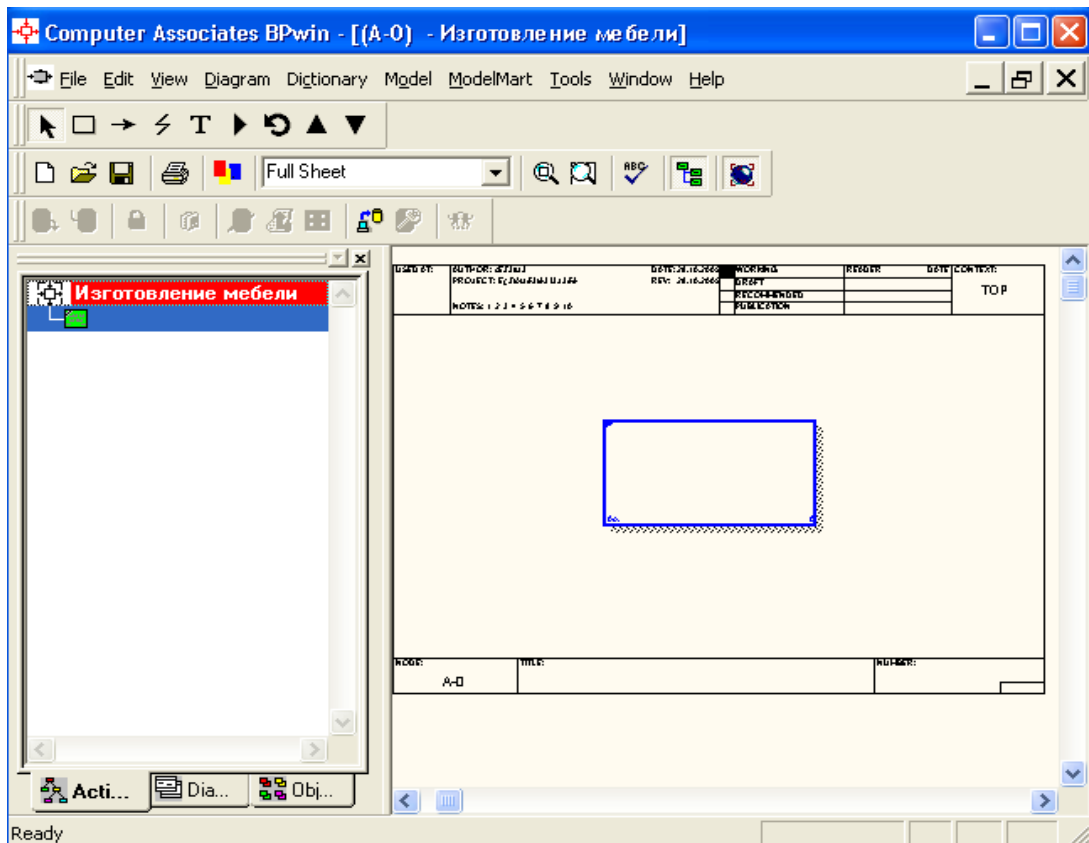 Computer Associates BPwin - [(A-0) - Изготовление мебели]
File Edit View Diagram Dictionary Model ModelMart Tools Window Help
T
Full Sheet
ABC
USED AT: AUTHOR: DATE: WORKING READER DATE CONTEXT:
PROJECT: REV: DRAFT TOP
RECOMMENDED
NOTES: 1 2 3 4 5 6 7 8 9 10 PUBLICATION
Изготовление мебели
NODE: TITLE: NUMBER:
A-0
Acti... Dia... Obj...
Ready